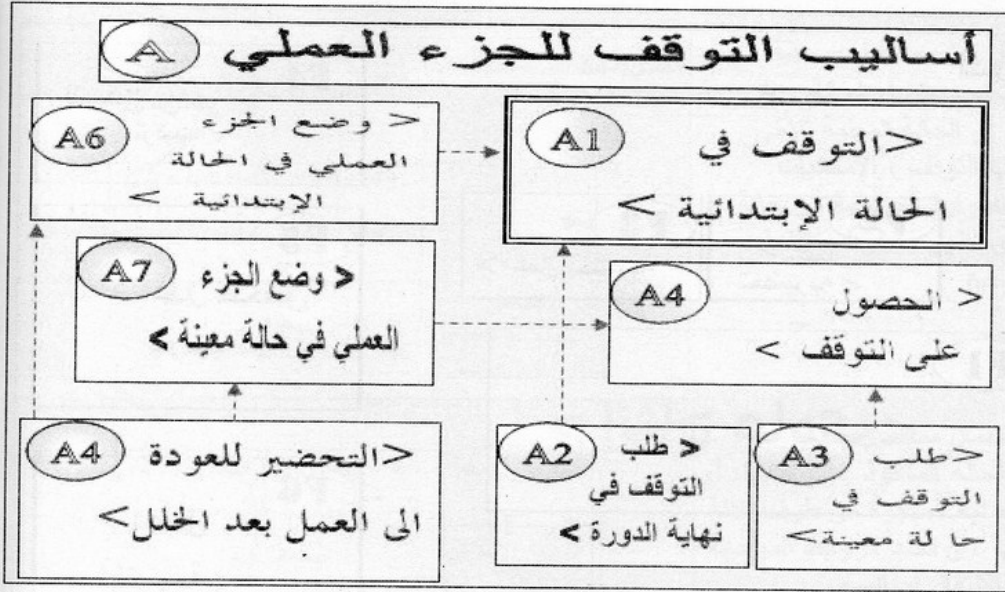 أساليب التوقف للجزء العملي A
A1 <التوقف في
الحالة الإبتدائية >
A6 < وضع الجزء
العملي في الحالة
الإبتدائية >
A7 < وضع الجزء
العملي في حالة معينة >
A4 < الحصول
على التوقف >
A3 <طلب
التوقف في
حا لة معينة>
A2 < طلب
التوقف في
نهاية الدورة >
A4 <التحضير للعودة
الى العمل بعد الخلل>